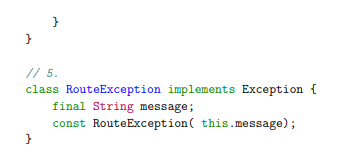 }
}
// 5.
class RouteException implements Exception {
final String message;
const RouteException( this.message);
}